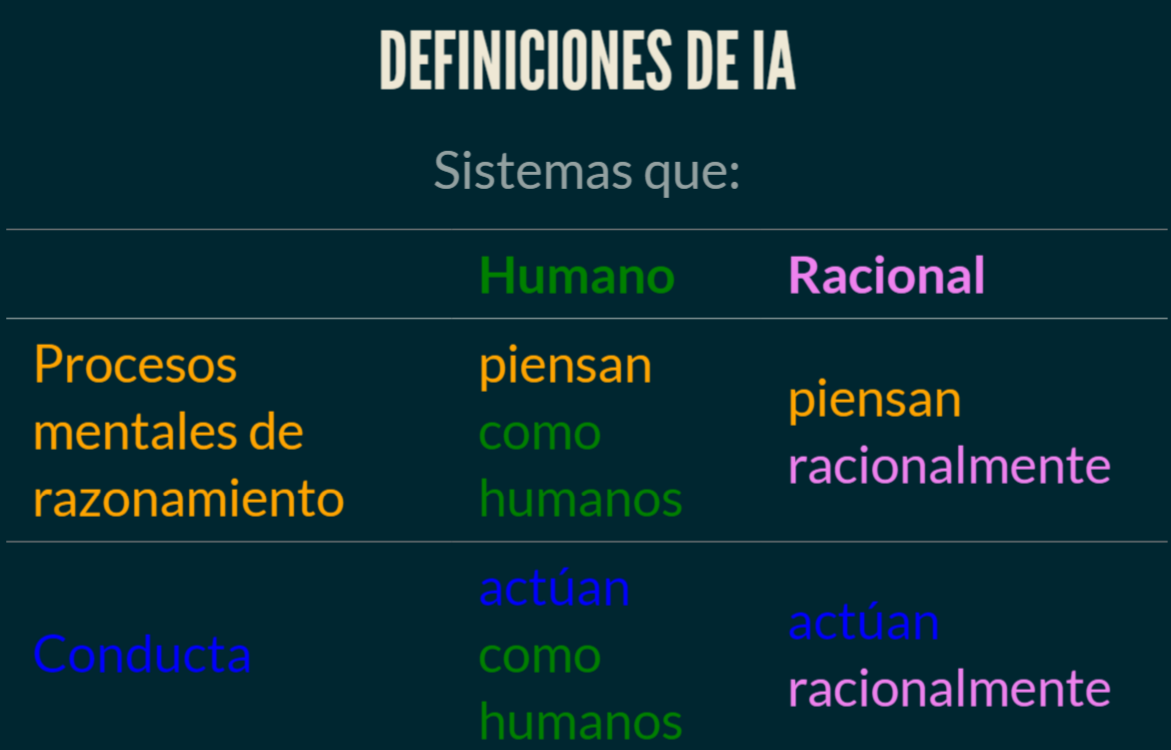 DEFINICIONES DE IA
Sistemas que:
Humano Racional
Procesos mentales de razonamiento
piensan como humanos
piensan racionalmente
Conducta
actúan como humanos
actúan racionalmente